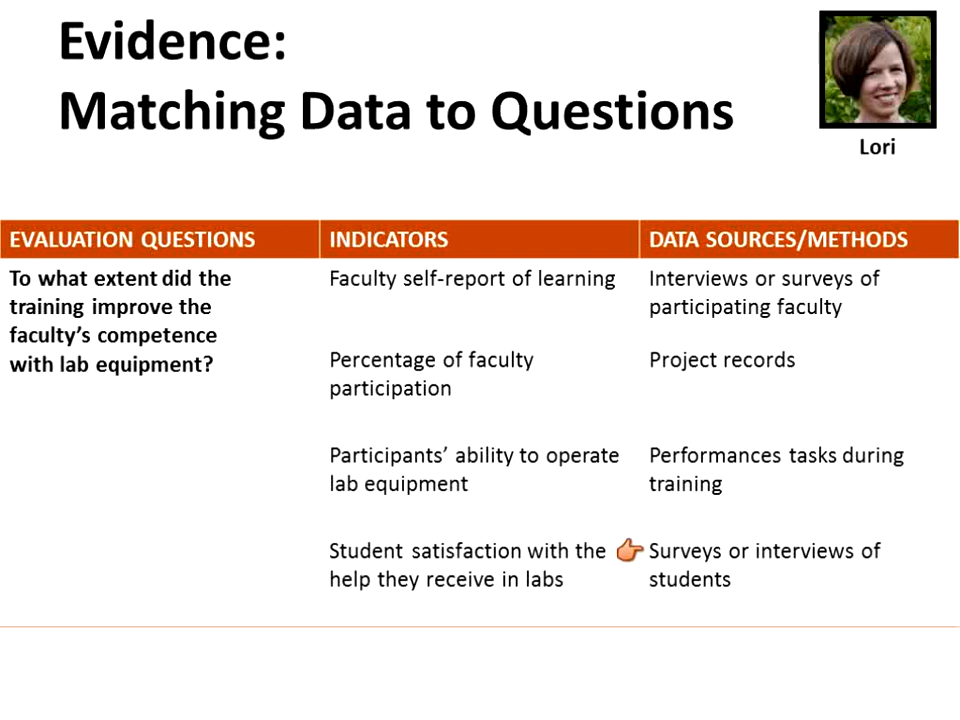 Evidence:
Matching Data to Questions
Lori
EVALUATION QUESTIONS
INDICATORS
DATA SOURCES/METHODS
To what extent did the
training improve the
faculty’s competence
with lab equipment?
Faculty self-report of learning
Interviews or surveys of
participating faculty
Percentage of faculty
participation
Project records
Participants’ ability to operate
lab equipment
Performances tasks during
training
Student satisfaction with the
help they receive in labs
Surveys or interviews of
students